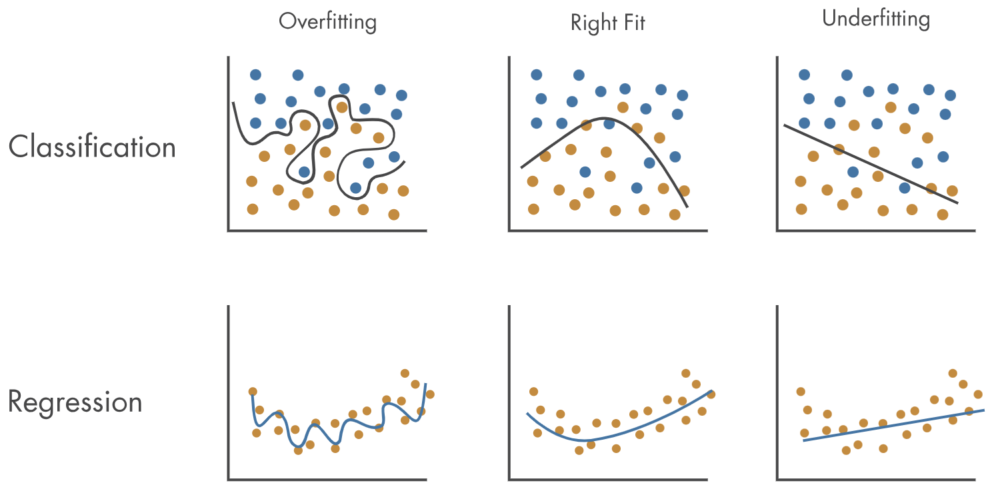 Overfitting
Right Fit
Underfitting
Classification
Regression